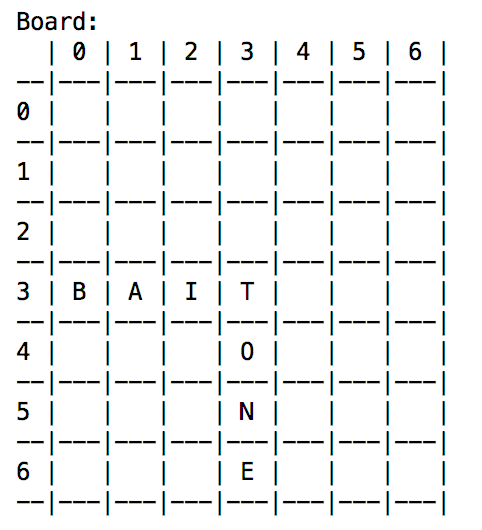 Board:
  | 0 | 1 | 2 | 3 | 4 | 5 | 6 |
--|---|---|---|---|---|---|---|
0 |   |   |   |   |   |   |   |
--|---|---|---|---|---|---|---|
1 |   |   |   |   |   |   |   |
--|---|---|---|---|---|---|---|
2 |   |   |   |   |   |   |   |
--|---|---|---|---|---|---|---|
3 | B | A | I | T |   |   |   |
--|---|---|---|---|---|---|---|
4 |   |   |   | O |   |   |   |
--|---|---|---|---|---|---|---|
5 |   |   |   | N |   |   |   |
--|---|---|---|---|---|---|---|
6 |   |   |   | E |   |   |   |
--|---|---|---|---|---|---|---|